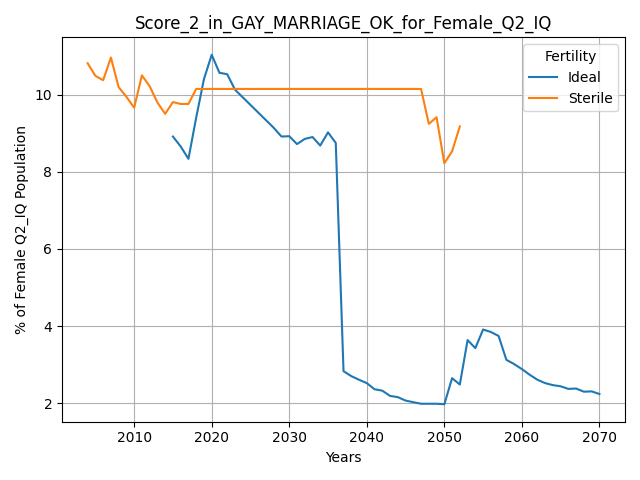 Score_2_in_GAY_MARRIAGE_OK_for_Female_Q2_IQ
Fertility
Ideal
Sterile
% of Female Q2_IQ Population
10
8
6
4
2
2010 2020 2030 2040 2050 2060 2070
Years